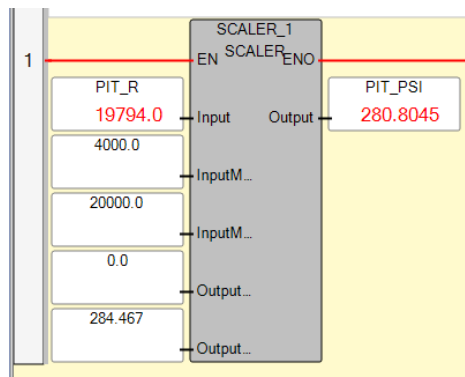 SCALER_1
1
EN SCALER ENO
PIT_R
19794.0
Input
Output
PIT_PSI
280.8045
4000.0
InputM...
20000.0
InputM...
0.0
Output...
284.467
Output...